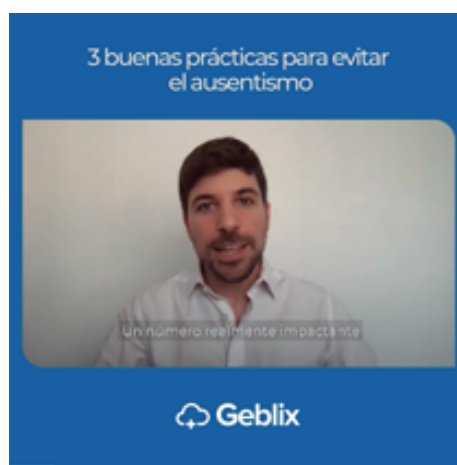 3 buenas prácticas para evitar
el ausentismo
Un número realmente impactante
Geblix